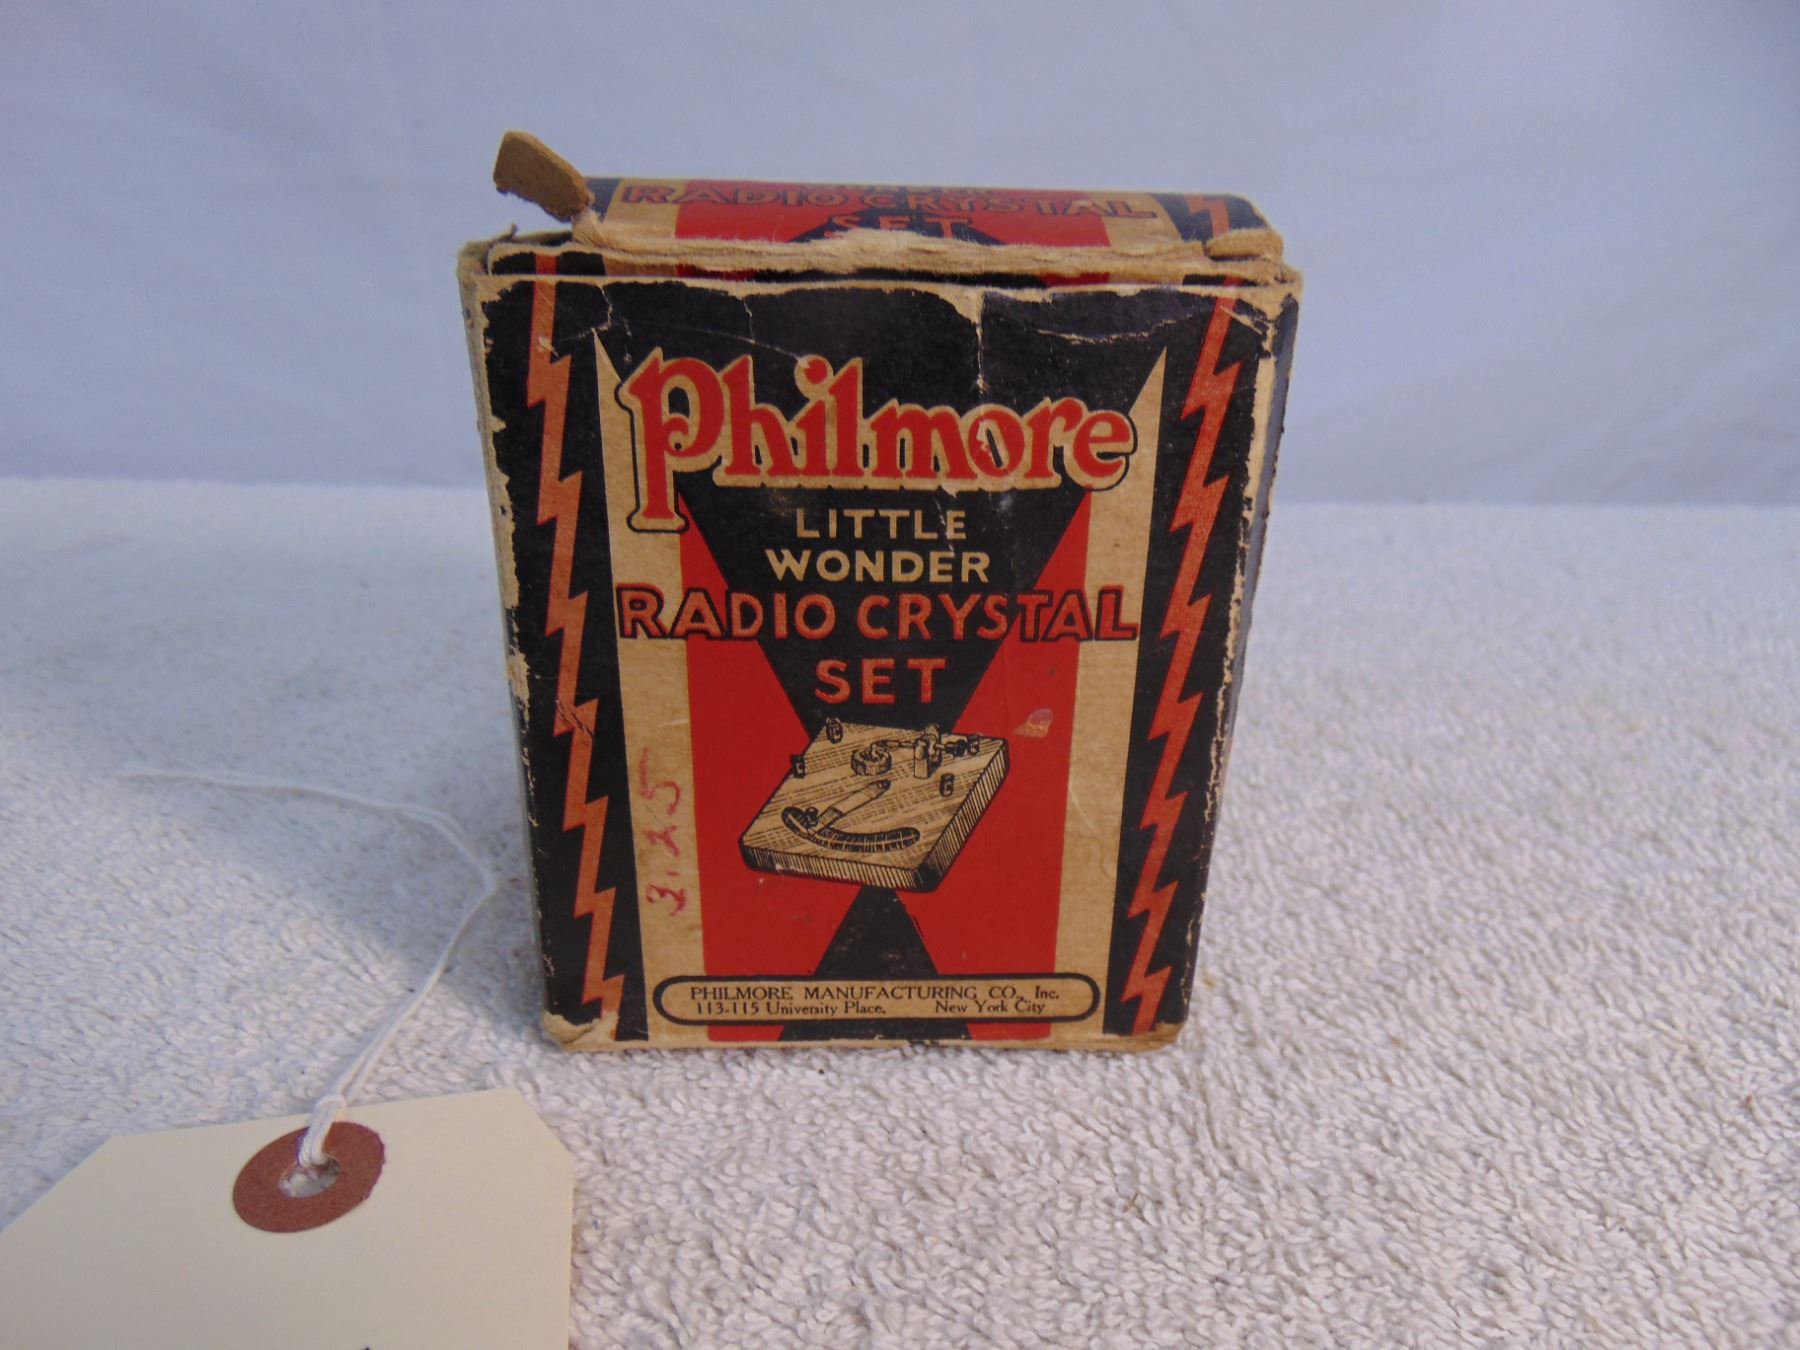 RADIO CRYSTAL
SET
Philmore
LITTLE
WONDER
RADIO CRYSTAL
SET
3.25
PHILMORE MANUFACTURING CO., Inc.
113-115 University Place, New York City